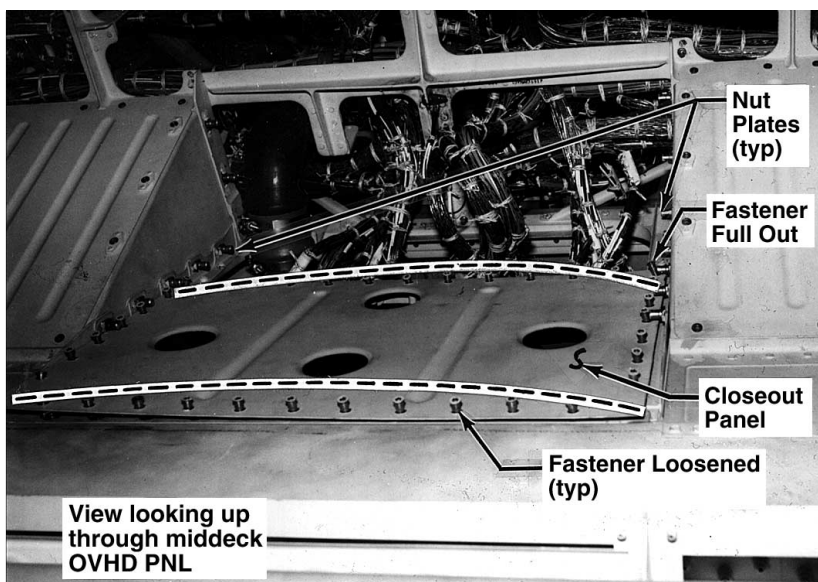 Nut
Plates
(typ)
Fastener
Full Out
Closeout
Panel
Fastener Loosened
(typ)
View looking up
through middeck
OVHD PNL